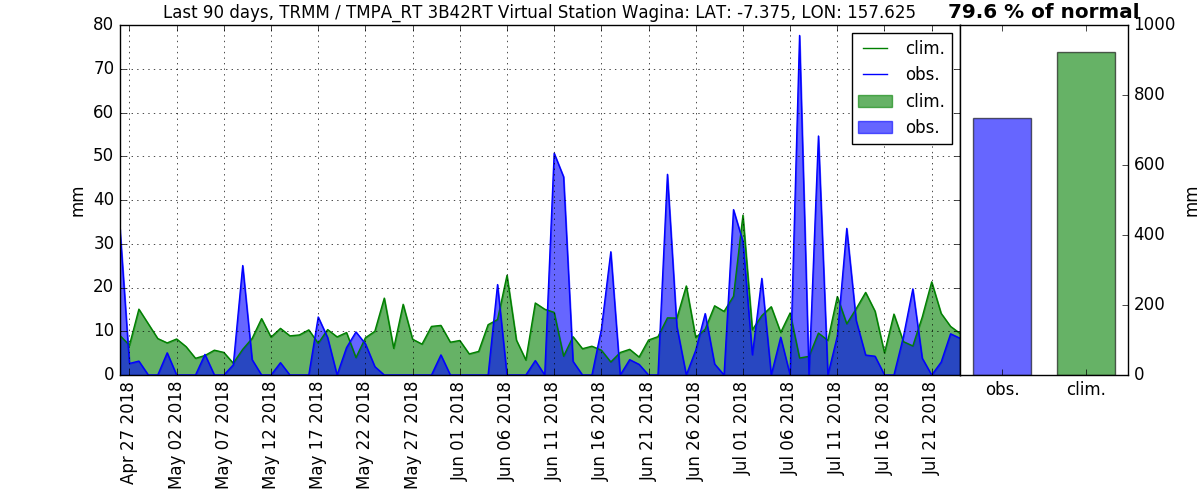 Last 90 days, TRMM / TMPA_RT 3B42RT Virtual Station Wagina: LAT: -7.375, LON: 157.625
79.6 % of normal
80
70
60
50
40
30
20
10
0
mm
clim.
obs.
clim.
obs.
1000
800
600
400
200
0
mm
obs.
clim.
Apr 27 2018
May 02 2018
May 07 2018
May 12 2018
May 17 2018
May 22 2018
May 27 2018
Jun 01 2018
Jun 06 2018
Jun 11 2018
Jun 16 2018
Jun 21 2018
Jun 26 2018
Jul 01 2018
Jul 06 2018
Jul 11 2018
Jul 16 2018
Jul 21 2018